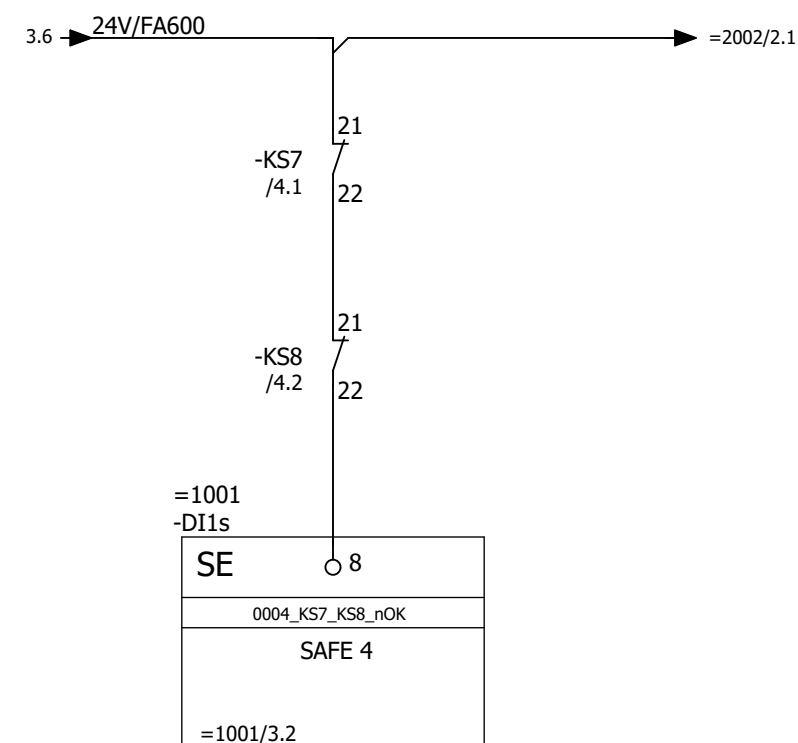 24V/FA600
3.6
=2002/2.1
21
-KS7
/4.1
22
21
-KS8
/4.2
22
=1001
-DI1s
SE
8
0004_KS7_KS8_nOK
SAFE 4
=1001/3.2